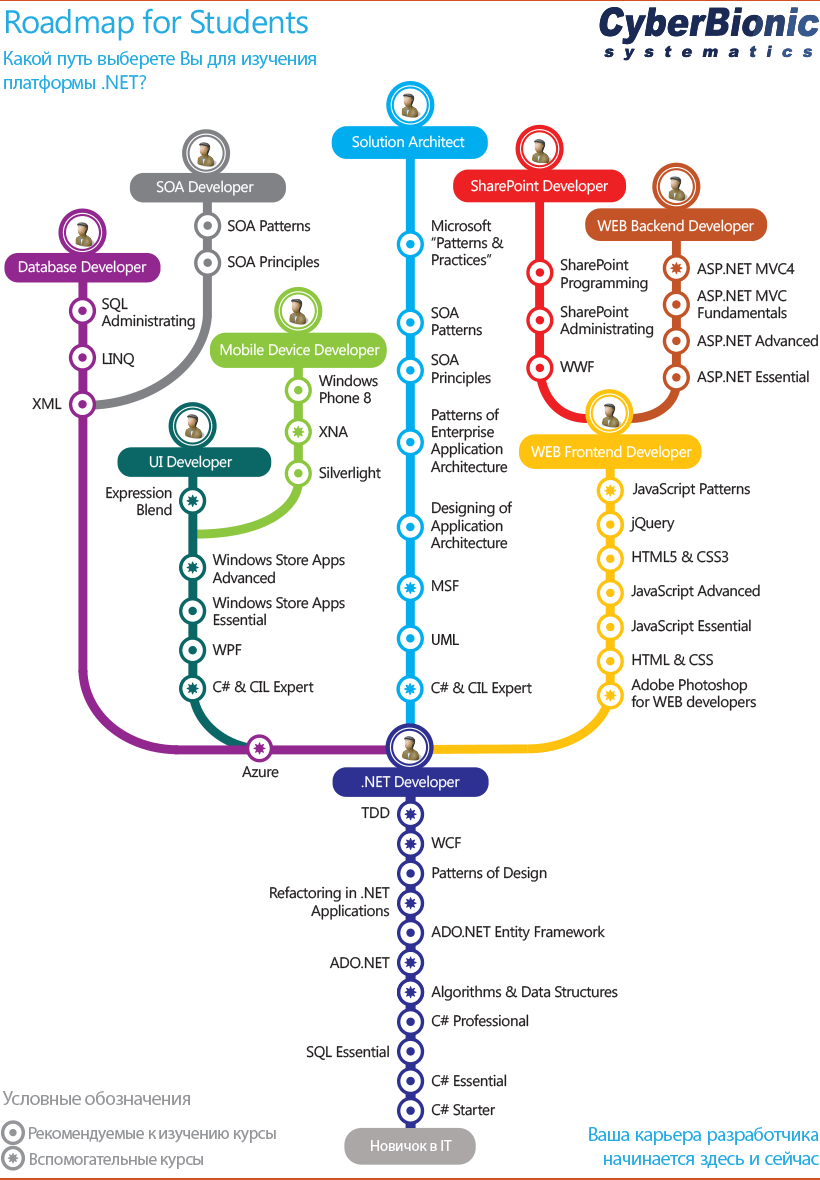 Roadmap for Students
CyberBionic
systematics
Какой путь выберете Вы для изучения
платформы .NET?
Solution Architect
SOA Developer
SharePoint Developer
WEB Backend Developer
Database Developer
SOA Patterns
SOA Principles
Microsoft
"Patterns &
Practices"
SharePoint
Programming
SharePoint
Administrating
WWF
ASP.NET MVC4
ASP.NET MVC
Fundamentals
ASP.NET Advanced
ASP.NET Essential
SQL
Administrating
LINQ
XML
Mobile Device Developer
Windows
Phone 8
XNA
Silverlight
SOA
Patterns
SOA
Principles
Patterns of
Enterprise
Application
Architecture
Designing of
Application
Architecture
MSF
UML
C# & CIL Expert
UI Developer
Expression
Blend
Windows Store Apps
Advanced
Windows Store Apps
Essential
WPF
C# & CIL Expert
Azure
WEB Frontend Developer
JavaScript Patterns
jQuery
HTML5 & CSS3
JavaScript Advanced
JavaScript Essential
HTML & CSS
Adobe Photoshop
for WEB developers
.NET Developer
TDD
WCF
Patterns of Design
Refactoring in .NET
Applications
ADO.NET Entity Framework
ADO.NET
Algorithms & Data Structures
C# Professional
SQL Essential
C# Essential
C# Starter
Новичок в IT
Условные обозначения
Рекомендуемые к изучению курсы
Вспомогательные курсы
Ваша карьера разработчика
начинается здесь и сейчас